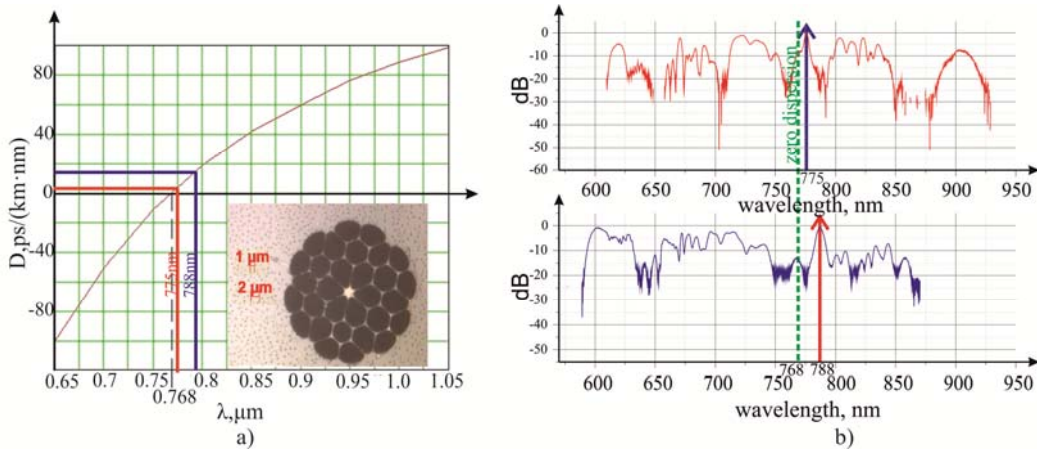 80
40
0
-40
-80
D,ps/(km·nm)
775nm
788nm
1 μm
2 μm
0.65 0.7 0.75 0.8 0.85 0.9 0.95 1.0 1.05
0.768
λ,μm
a)
0
-10
-20
-30
-40
-50
-60
dB
zero dispersion
775
600 650 700 750 800 850 900 950
wavelength, nm
0
-10
-20
-30
-40
-50
dB
768 788
600 650 700 750 800 850 900 950
wavelength, nm
b)